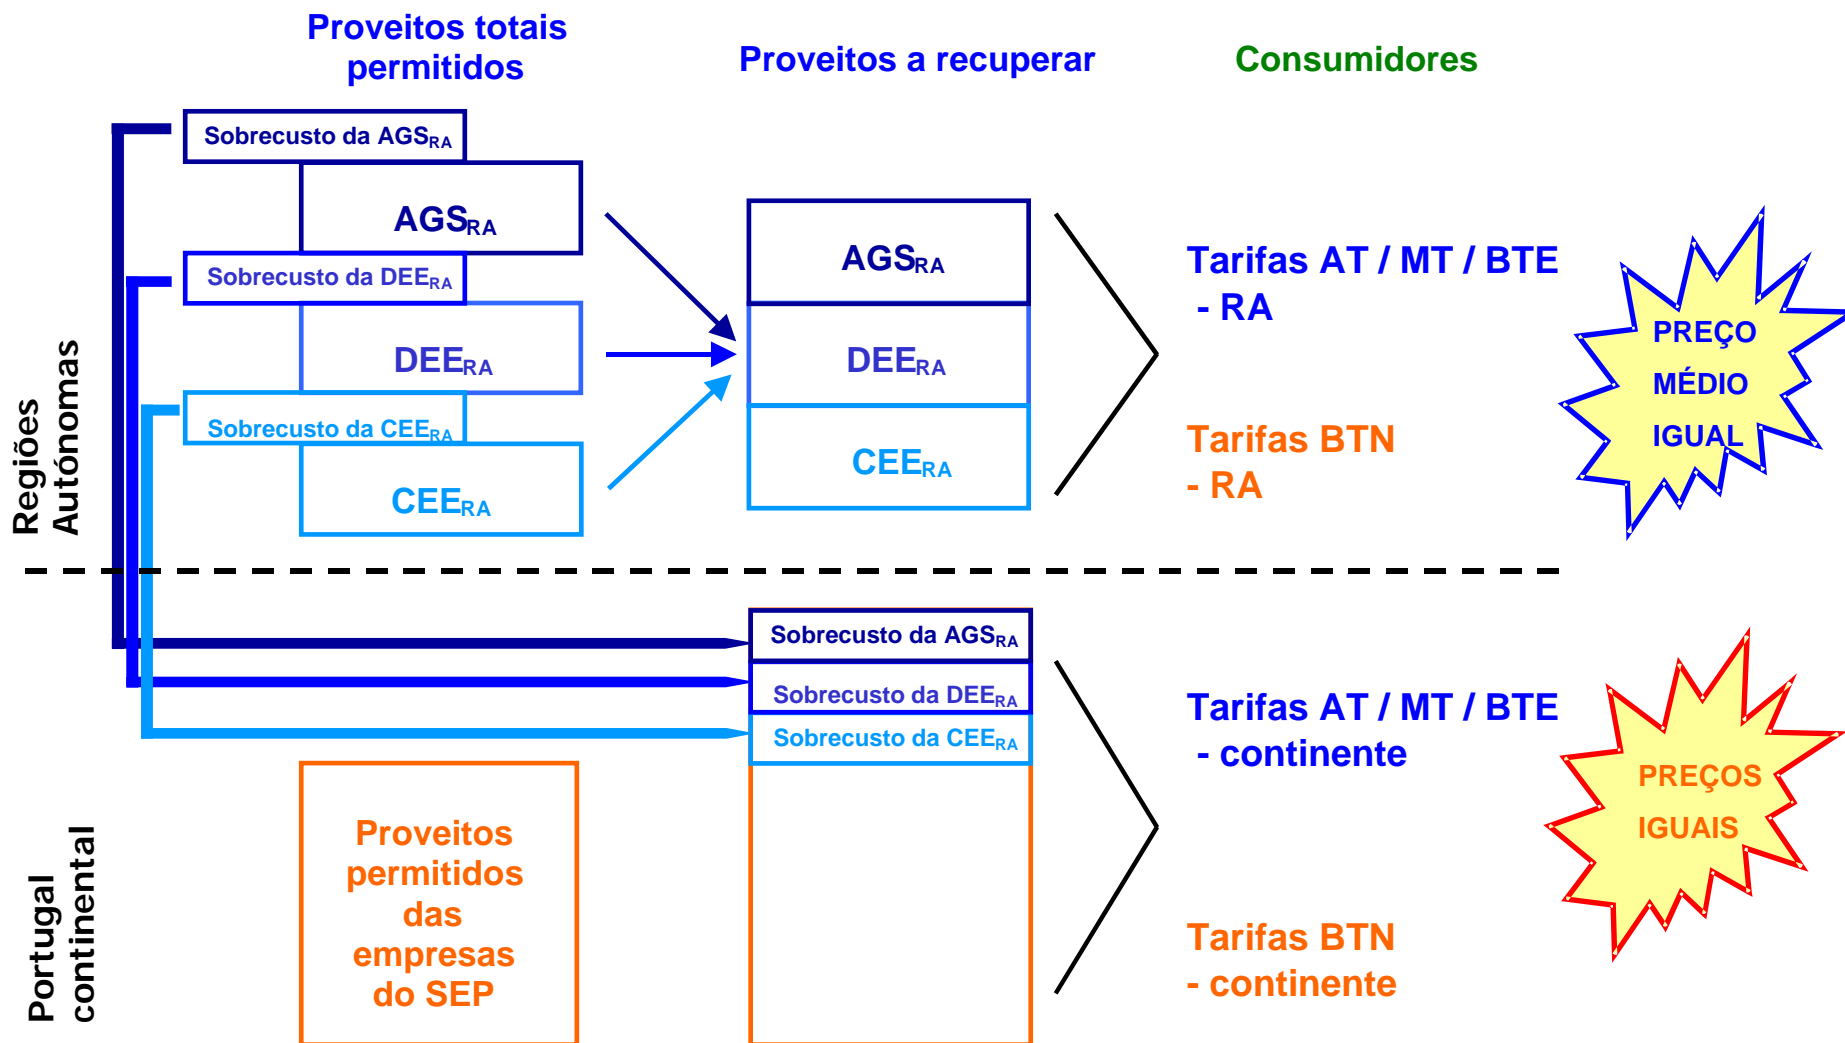 Proveitos totais
permitidos
Proveitos a recuperar
Consumidores
Regiões
Autónomas
Sobrecusto da AGSRA
AGSRA
Sobrecusto da DEERA
DEERA
Sobrecusto da CEERA
CEERA
AGSRA
DEERA
CEERA
Tarifas AT / MT / BTE
- RA
Tarifas BTN
- RA
PREÇO
MÉDIO
IGUAL
Portugal
continental
Proveitos
permitidos
das
empresas
do SEP
Sobrecusto da AGSRA
Sobrecusto da DEERA
Sobrecusto da CEERA
Tarifas AT / MT / BTE
- continente
Tarifas BTN
- continente
PREÇOS
IGUAIS